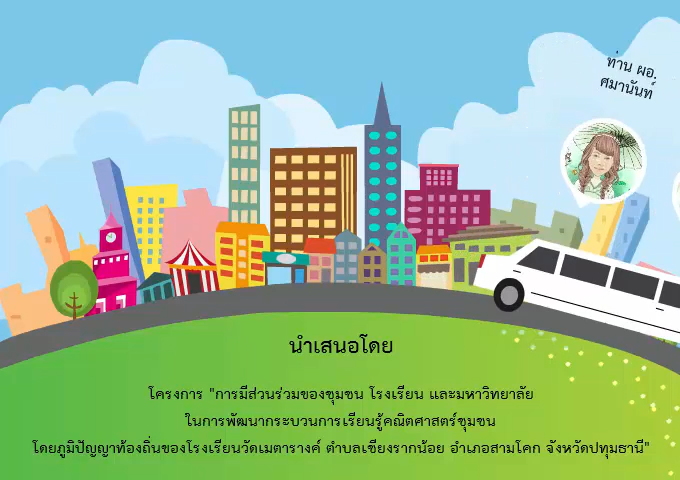 ท่าน ผอ.
ศมานันท์
นำเสนอโดย
โครงการ "การมีส่วนร่วมของชุมชน โรงเรียน และมหาวิทยาลัย
ในการพัฒนากระบวนการเรียนรู้คณิตศาสตร์ชุมชน
โดยภูมิปัญญาท้องถิ่นของโรงเรียนวัดเมตารางค์ ตำบลเชียงรากน้อย อำเภอสามโคก จังหวัดปทุมธานี"